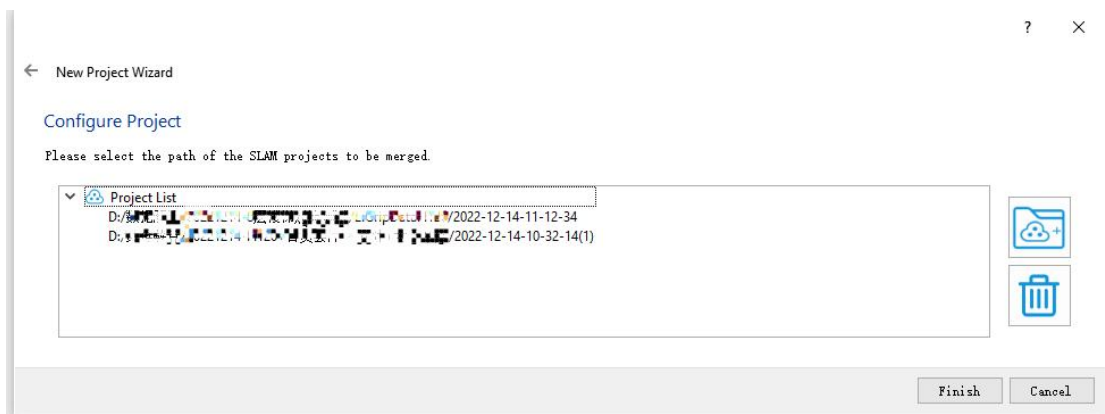 ?
New Project Wizard
Configure Project
Please select the path of the SLAM projects to be merged.
Project List
D:/ /2022-12-14-11-12-34
D:/ /2022-12-14-10-32-14(1)
Finish Cancel